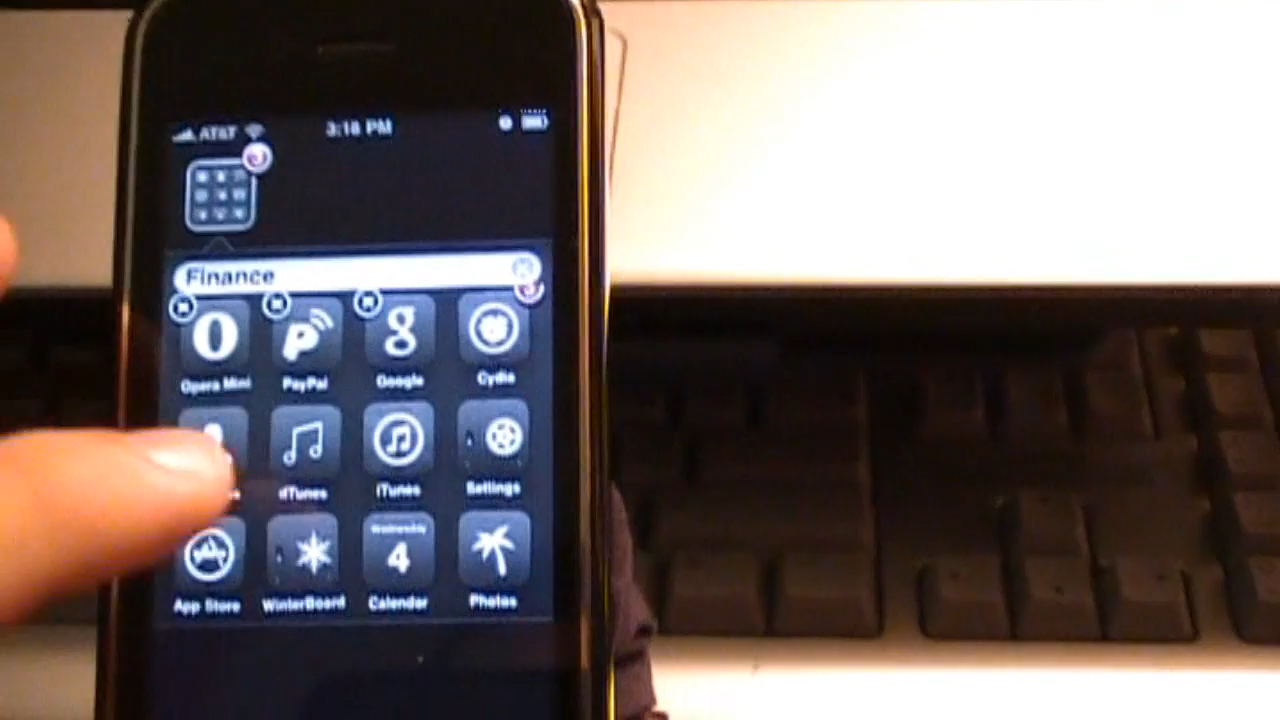 AT&T 3:18 PM
Finance
Opera Mini PayPal Google Cydia
dTunes iTunes Settings
Wednesday
4
App Store WinterBoard Calendar Photos